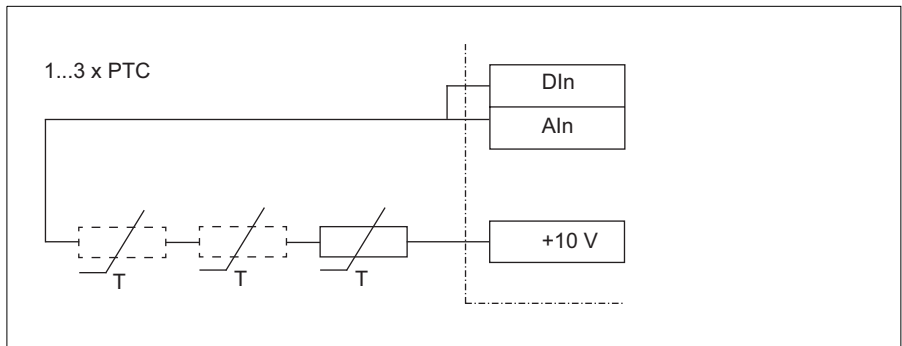 1...3 x PTC
DIn
AIn
+10 V
T
T
T